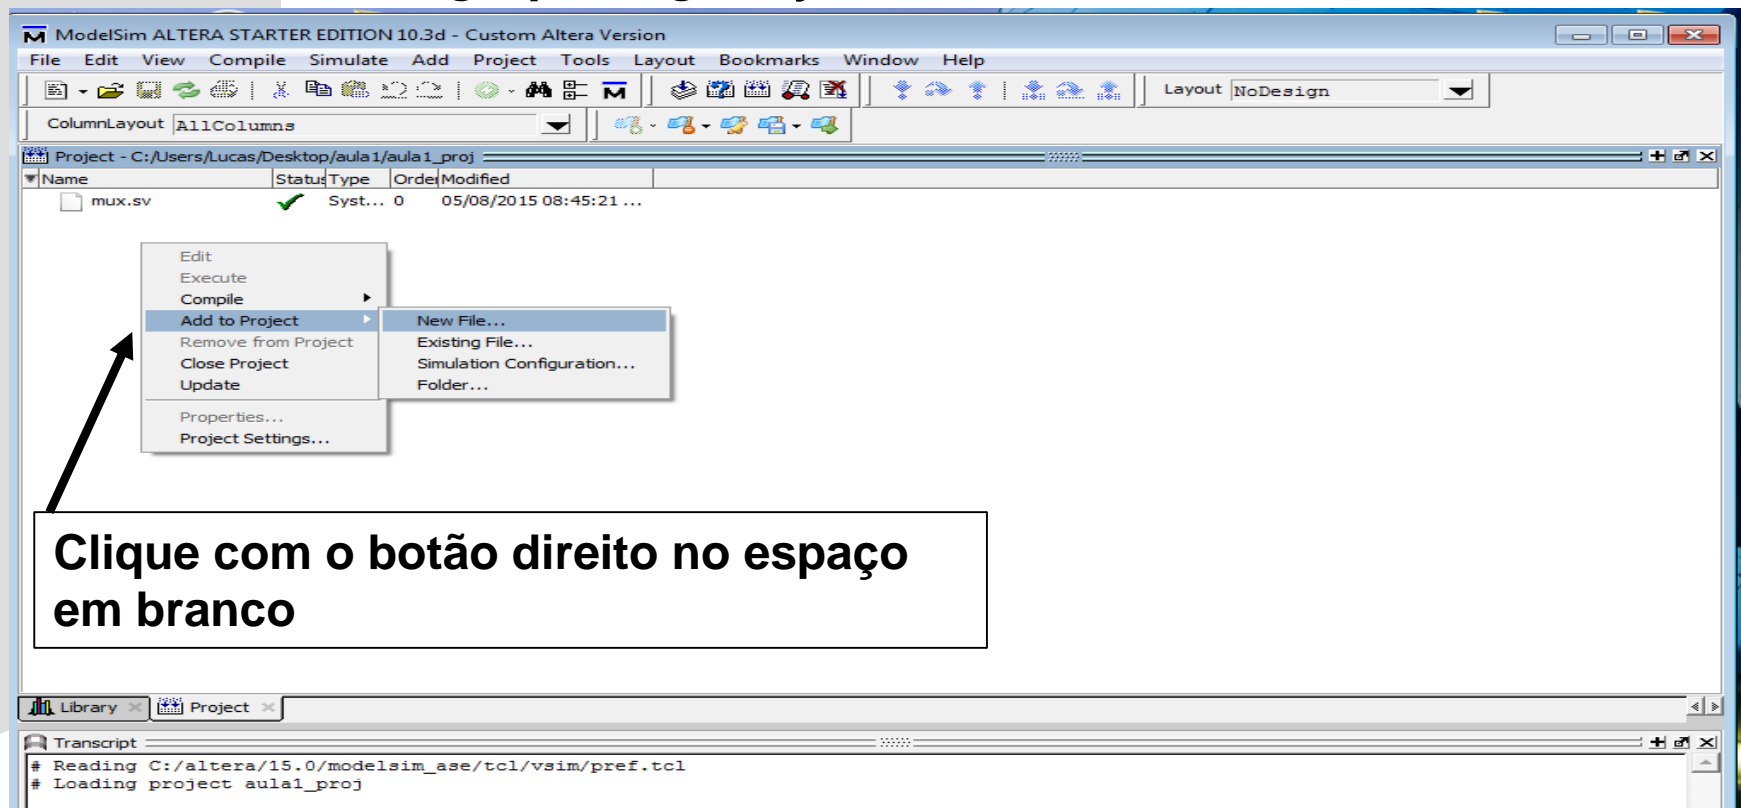 ModelSim ALTERA STARTER EDITION 10.3d - Custom Altera Version
File Edit View Compile Simulate Add Project Tools Layout Bookmarks Window Help
Layout NoDesign
ColumnLayout AllColumns
Project - C:/Users/Lucas/Desktop/aula1/aula1_proj
Name Status Type Order Modified
mux.sv Syst... 0 05/08/2015 08:45:21 ...
Edit
Execute
Compile
Add to Project
Remove from Project
Close Project
Update
Properties...
Project Settings...
New File...
Existing File...
Simulation Configuration...
Folder...
Clique com o botão direito no espaço
em branco
Library Project
Transcript
# Reading C:/altera/15.0/modelsim_ase/tcl/vsim/pref.tcl
# Loading project aula1_proj